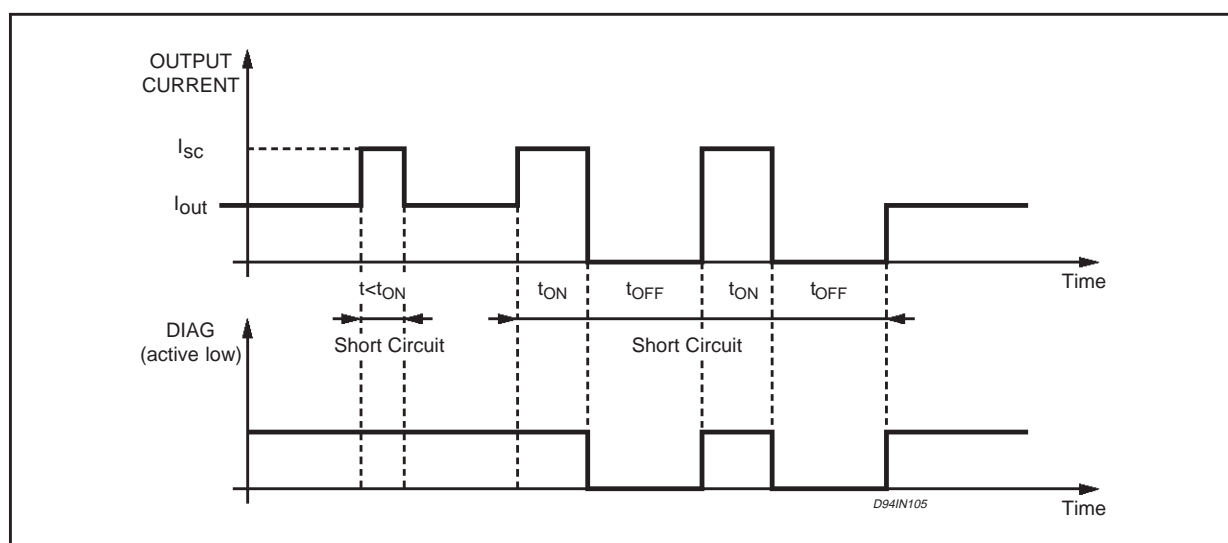 OUTPUT
CURRENT
Isc
Iout
Time
t<tON
tON
tOFF
tON
tOFF
DIAG
(active low)
Short Circuit
Short Circuit
D94IN105
Time